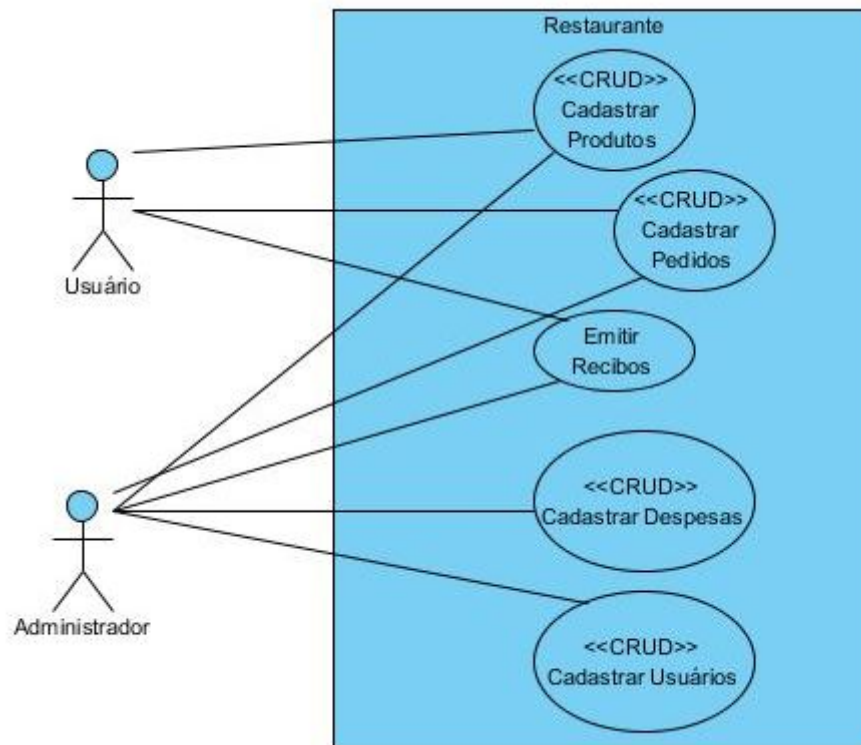 Restaurante
<<CRUD>>
Cadastrar
Produtos
<<CRUD>>
Cadastrar
Pedidos
Usuário
Emitir
Recibos
<<CRUD>>
Cadastrar Despesas
Administrador
<<CRUD>>
Cadastrar Usuários